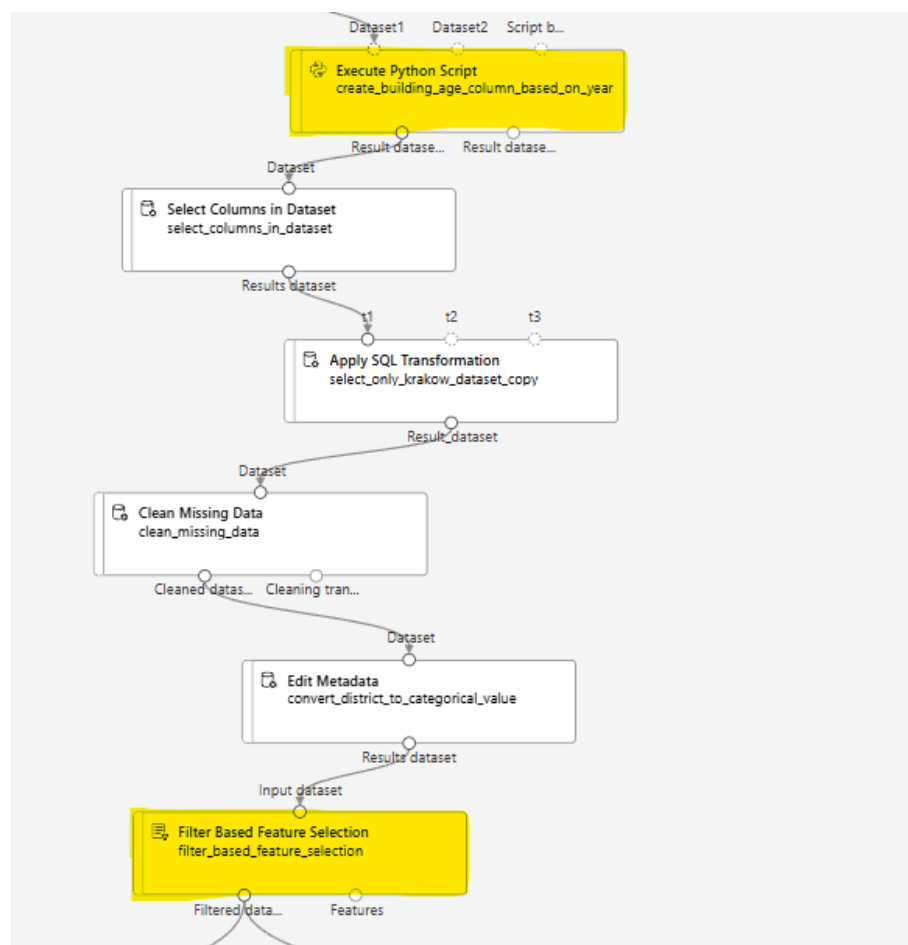 Dataset1 Dataset2 Script b...
Execute Python Script
create_building_age_column_based_on_year
Result datase... Result datase...
Dataset
Select Columns in Dataset
select_columns_in_dataset
Results dataset
t1 t2 t3
Apply SQL Transformation
select_only_krakow_dataset_copy
Result_dataset
Dataset
Clean Missing Data
clean_missing_data
Cleaned datas... Cleaning tran...
Dataset
Edit Metadata
convert_district_to_categorical_value
Results dataset
Input dataset
Filter Based Feature Selection
filter_based_feature_selection
Filtered data... Features